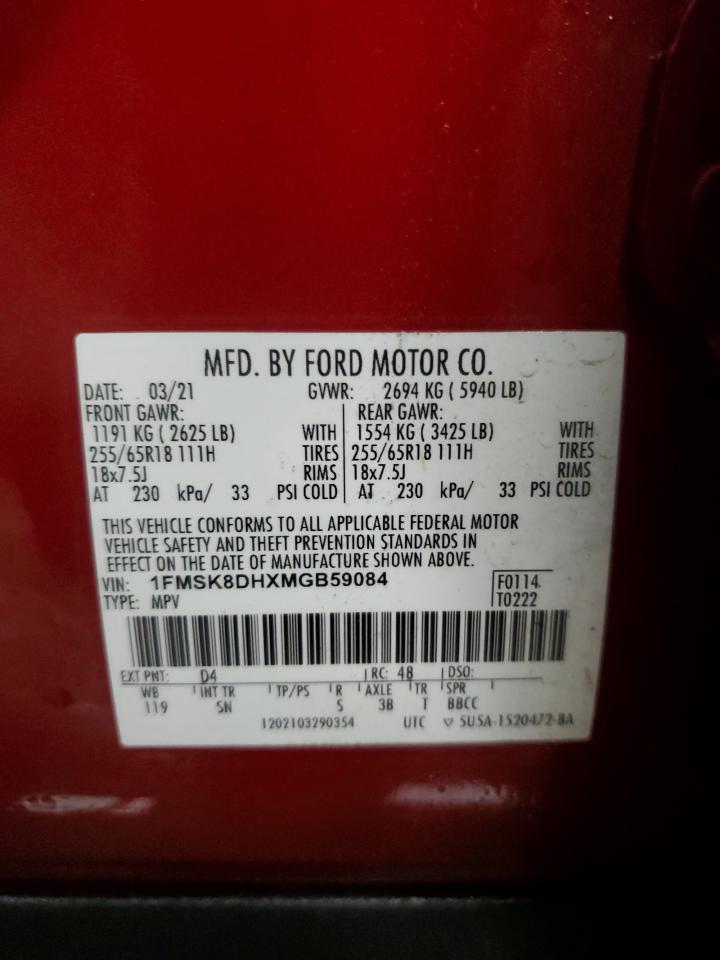 MFD. BY FORD MOTOR CO.
DATE: 03/21 GVWR: 2694 KG ( 5940 LB)
FRONT GAWR: REAR GAWR:
1191 KG ( 2625 LB) WITH 1554 KG ( 3425 LB) WITH
255/65R18 111H TIRES 255/65R18 111H TIRES
18x7.5J RIMS 18x7.5J RIMS
AT 230 kPa/ 33 PSI COLD AT 230 kPa/ 33 PSI COLD
THIS VEHICLE CONFORMS TO ALL APPLICABLE FEDERAL MOTOR
VEHICLE SAFETY AND THEFT PREVENTION STANDARDS IN
EFFECT ON THE DATE OF MANUFACTURE SHOWN ABOVE.
VIN: 1FMSK8DHXMGB59084 F0114
TYPE: MPV T0222
EXT PNT: D4 RC: 48 DSO:
WB INT TR TP/PS R AXLE TR SPR
119 SN S 3B T BBCC
1202103290354 UTC ▽ 5U5A-1520472-BA